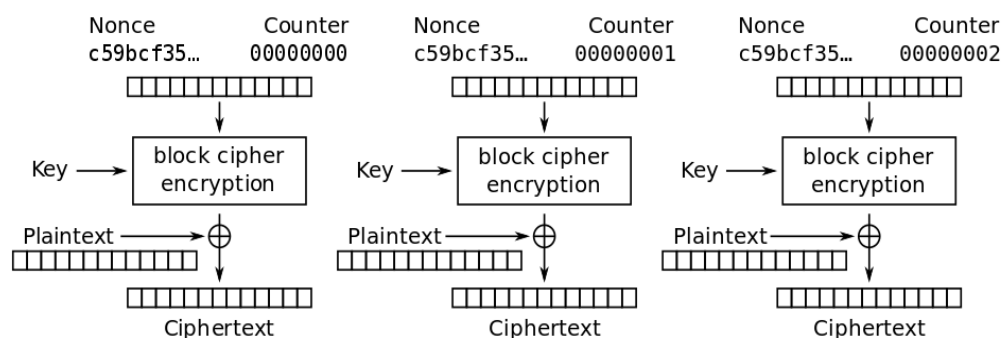 Nonce Counter Nonce Counter Nonce Counter
c59bcf35… 00000000 c59bcf35… 00000001 c59bcf35… 00000002
block cipher block cipher block cipher
Key Key Key
encryption encryption encryption
Plaintext Plaintext Plaintext
Ciphertext Ciphertext Ciphertext